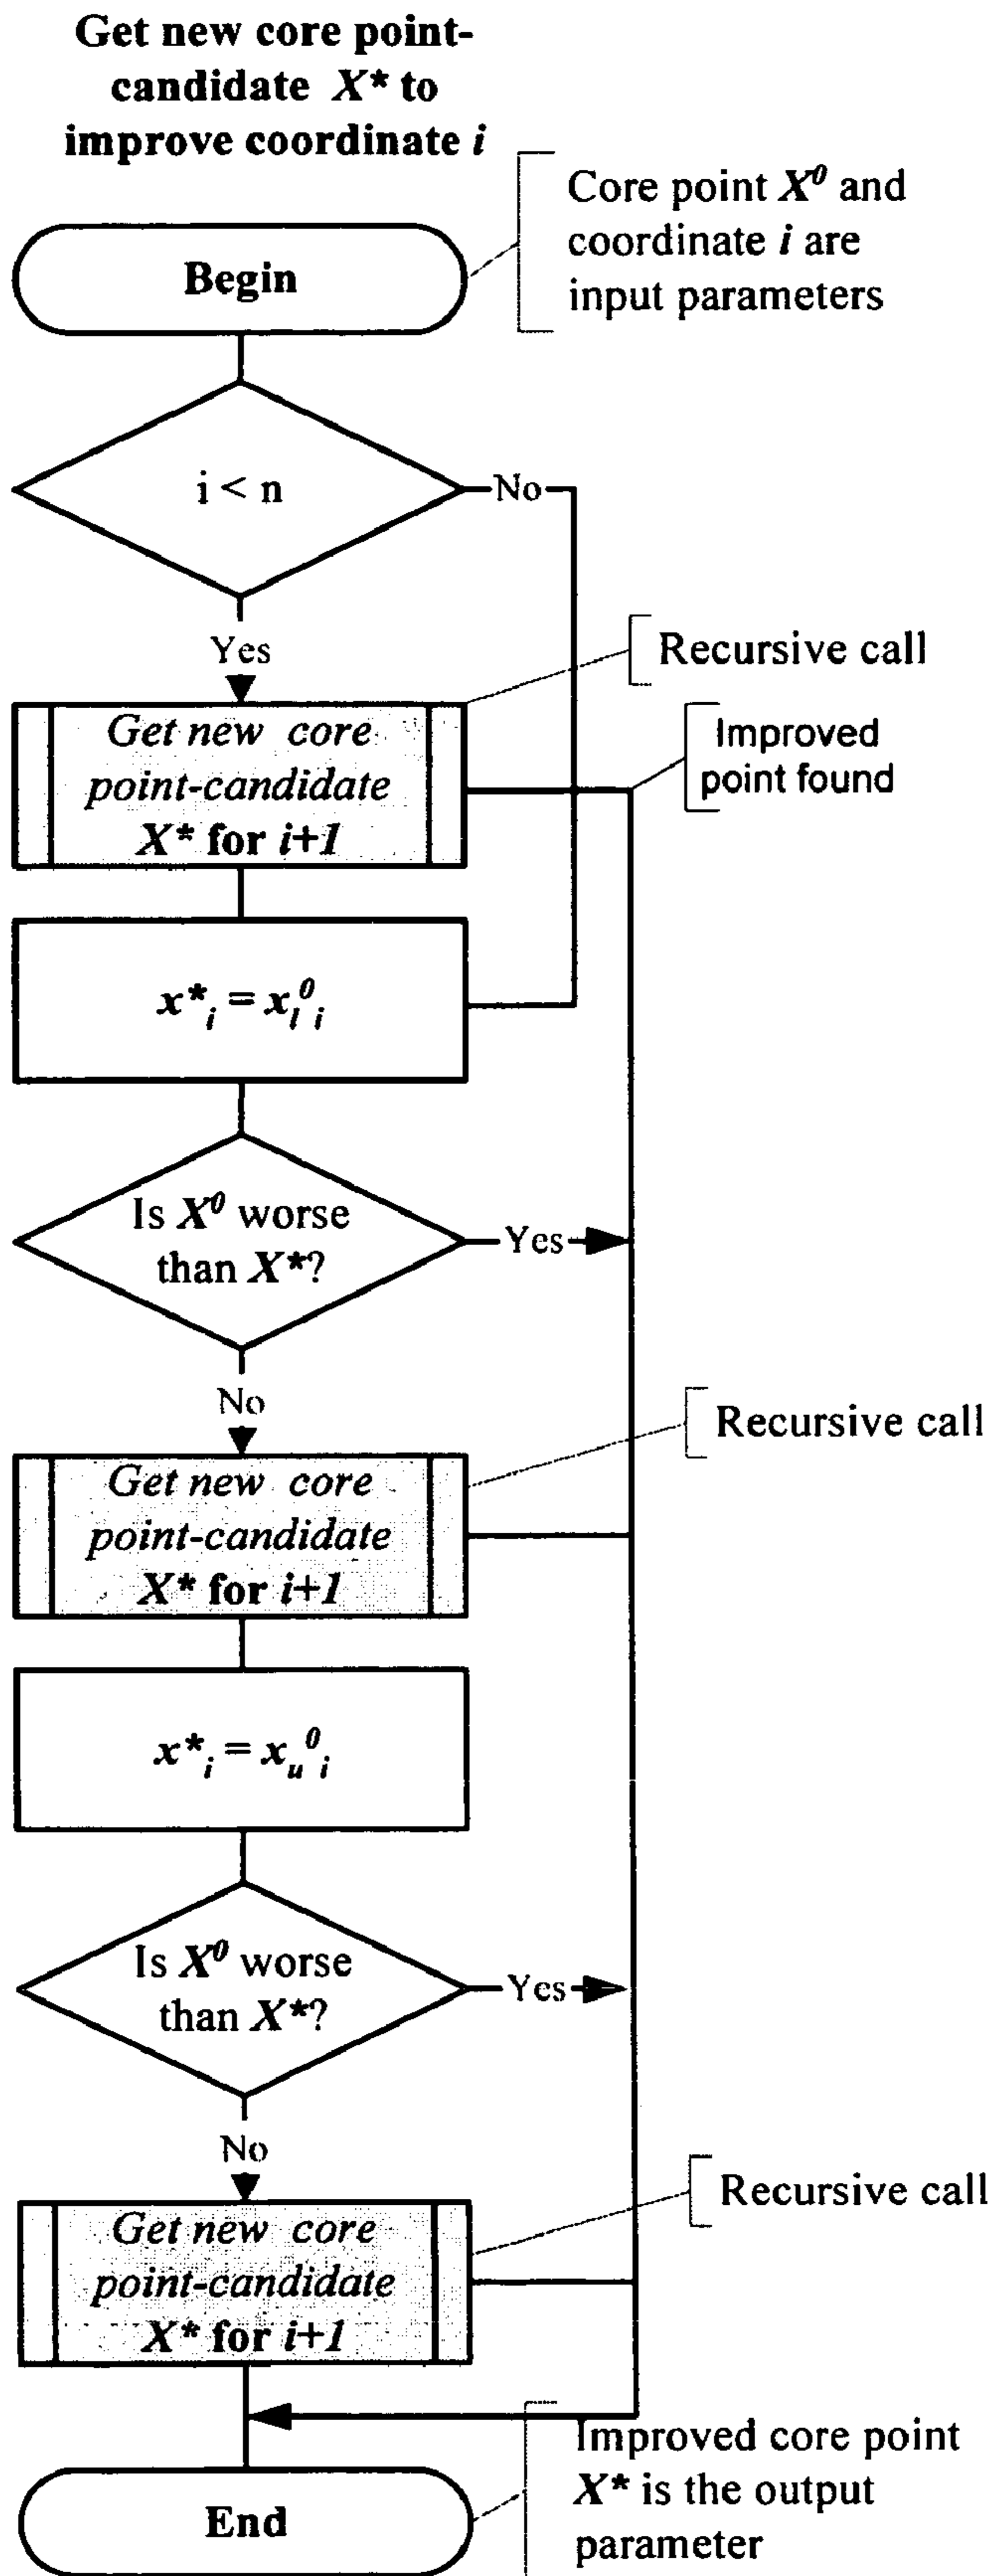 Get new core point-
candidate X* to
improve coordinate i
Core point X⁰ and
coordinate i are
input parameters
Begin
i < n
No
Yes
Recursive call
Get new core
point-candidate
X* for i+1
Improved
point found
x*ᵢ = xₗ⁰ᵢ
Is X⁰ worse
than X*?
Yes
No
Recursive call
Get new core
point-candidate
X* for i+1
x*ᵢ = xᵤ⁰ᵢ
Is X⁰ worse
than X*?
Yes
No
Recursive call
Get new core
point-candidate
X* for i+1
Improved core point
X* is the output
parameter
End